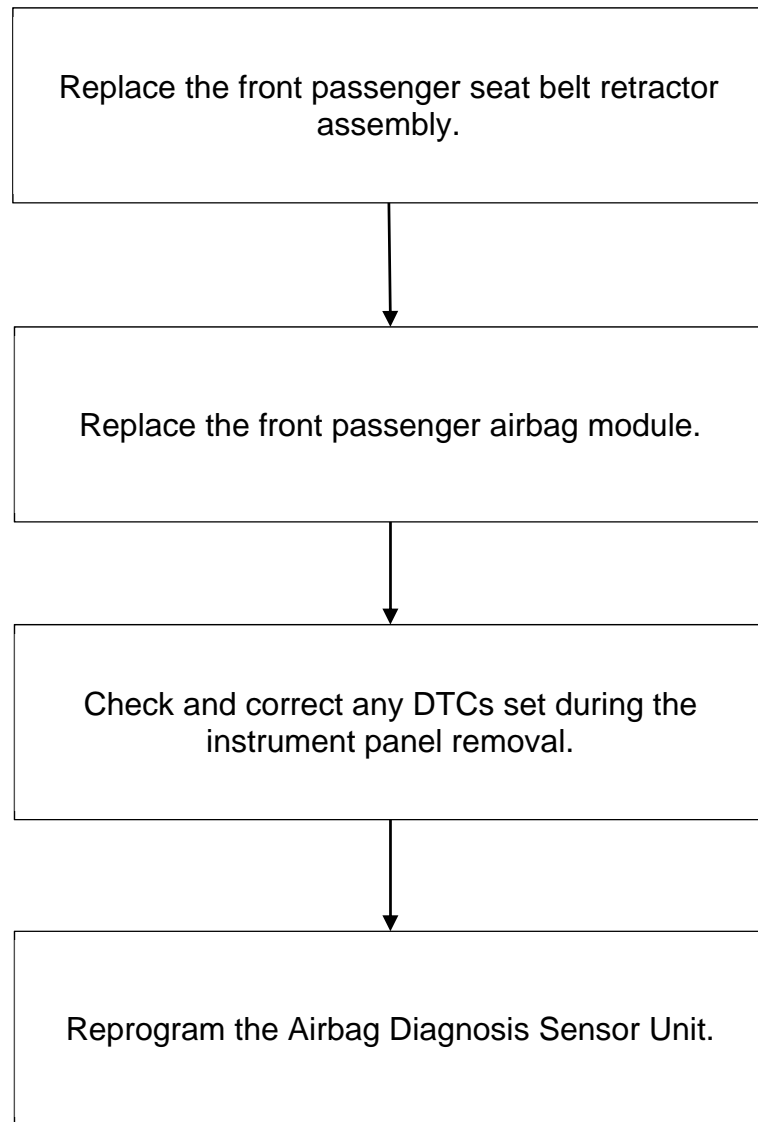 Replace the front passenger seat belt retractor
assembly.
Replace the front passenger airbag module.
Check and correct any DTCs set during the
instrument panel removal.
Reprogram the Airbag Diagnosis Sensor Unit.